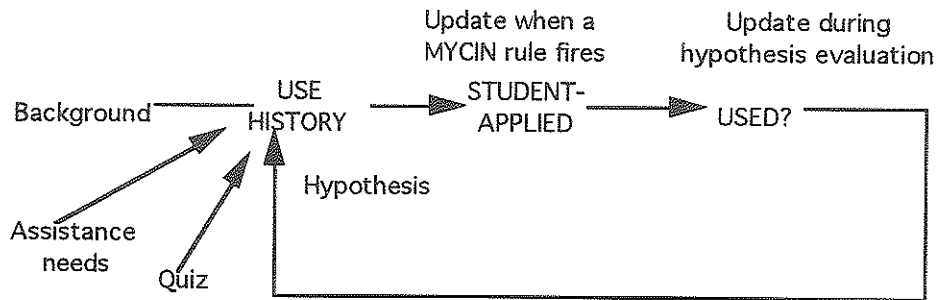 Update when a
MYCIN rule fires
Update during
hypothesis evaluation
Background
USE
HISTORY
STUDENT-
APPLIED
USED?
Hypothesis
Assistance
needs
Quiz